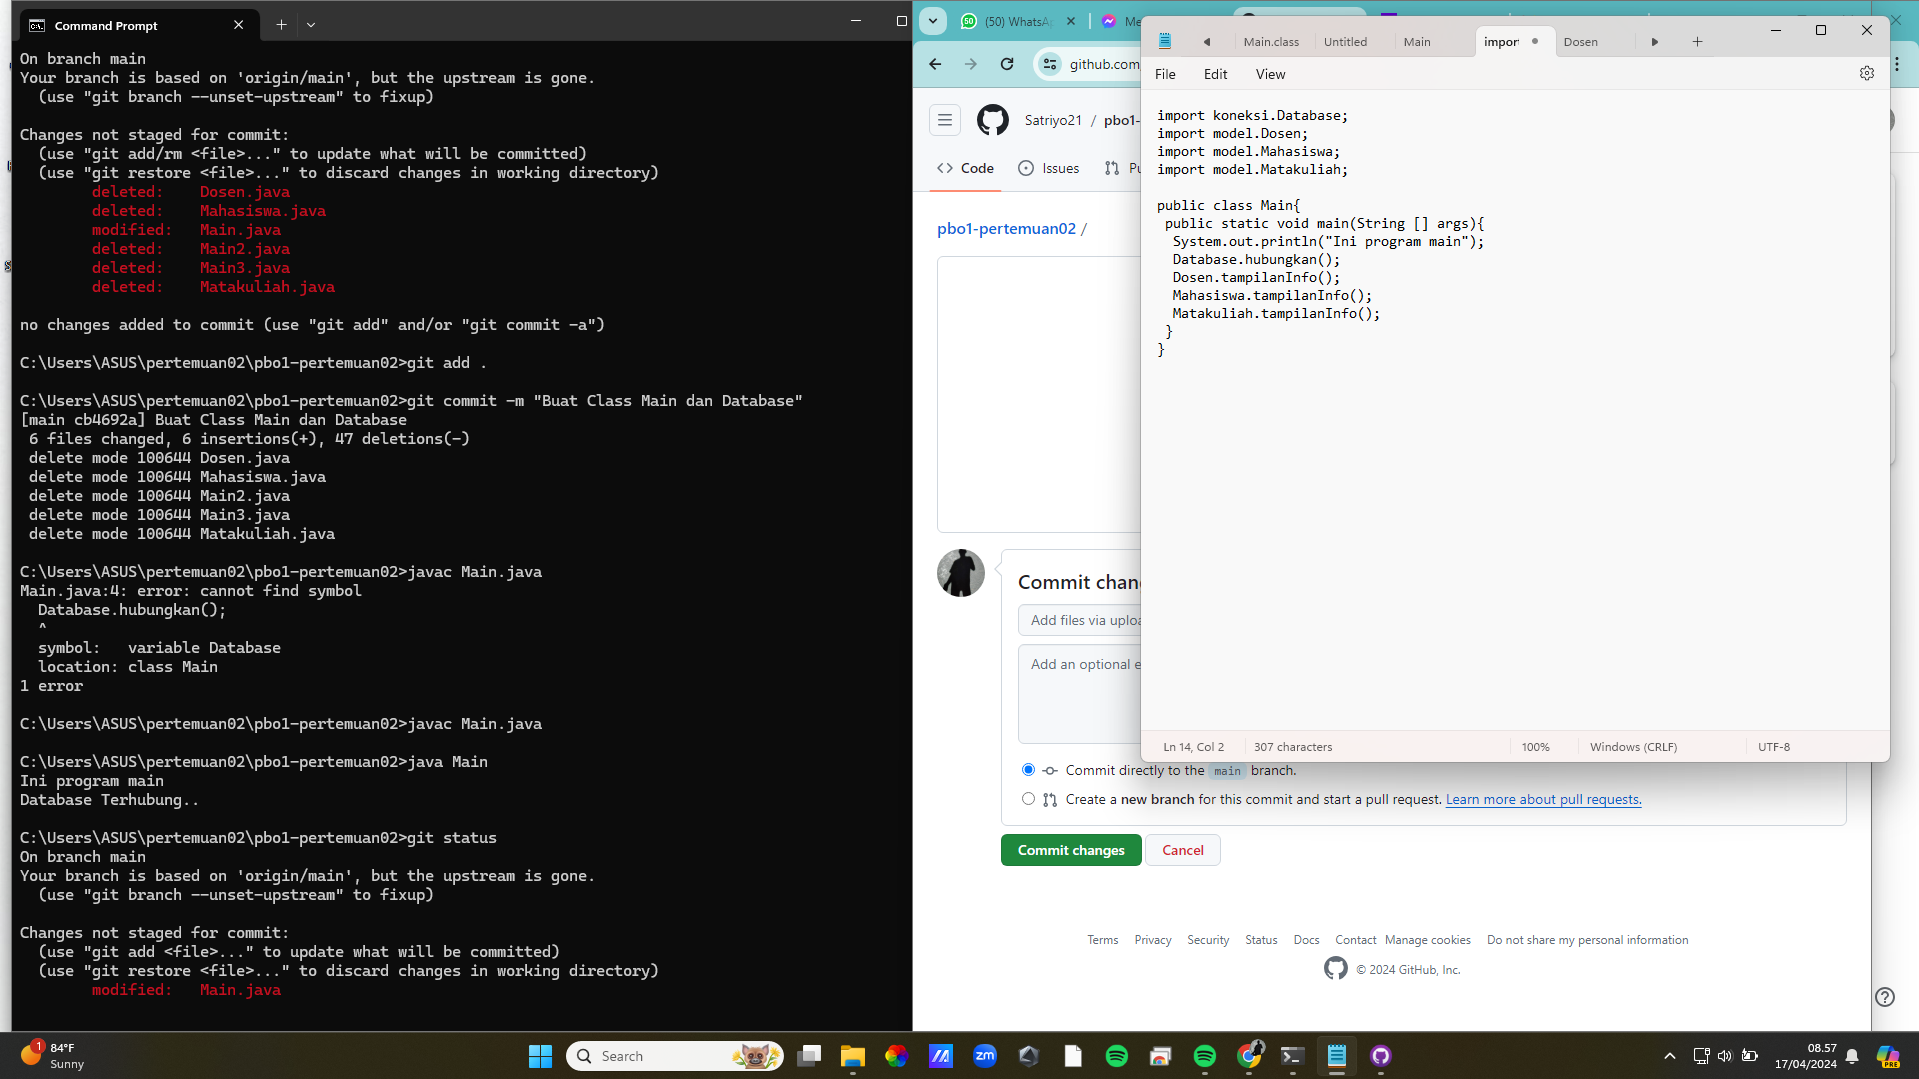 Command Prompt
On branch main
Your branch is based on 'origin/main', but the upstream is gone.
(use "git branch --unset-upstream" to fixup)
Changes not staged for commit:
(use "git add/rm <file>..." to update what will be committed)
(use "git restore <file>..." to discard changes in working directory)
deleted: Dosen.java
deleted: Mahasiswa.java
modified: Main.java
deleted: Main2.java
deleted: Main3.java
deleted: Matakuliah.java
no changes added to commit (use "git add" and/or "git commit -a")
C:\Users\ASUS\pertemuan02\pbo1-pertemuan02>git add .
C:\Users\ASUS\pertemuan02\pbo1-pertemuan02>git commit -m "Buat Class Main dan Database"
[main cb4692a] Buat Class Main dan Database
6 files changed, 6 insertions(+), 47 deletions(-)
delete mode 100644 Dosen.java
delete mode 100644 Mahasiswa.java
delete mode 100644 Main2.java
delete mode 100644 Main3.java
delete mode 100644 Matakuliah.java
C:\Users\ASUS\pertemuan02\pbo1-pertemuan02>javac Main.java
Main.java:4: error: cannot find symbol
Database.hubungkan();
^
symbol: variable Database
location: class Main
1 error
C:\Users\ASUS\pertemuan02\pbo1-pertemuan02>javac Main.java
C:\Users\ASUS\pertemuan02\pbo1-pertemuan02>java Main
Ini program main
Database Terhubung..
C:\Users\ASUS\pertemuan02\pbo1-pertemuan02>git status
On branch main
Your branch is based on 'origin/main', but the upstream is gone.
(use "git branch --unset-upstream" to fixup)
Changes not staged for commit:
(use "git add <file>..." to update what will be committed)
(use "git restore <file>..." to discard changes in working directory)
modified: Main.java
(50) WhatsA
Me
github.com
Satriyo21 / pbo1-
Code
Issues
Pu
pbo1-pertemuan02 /
Commit chan
Add files via uploa
Add an optional e
Commit directly to the main branch.
Create a new branch for this commit and start a pull request. Learn more about pull requests.
Commit changes
Cancel
Terms Privacy Security Status Docs Contact Manage cookies Do not share my personal information
© 2024 GitHub, Inc.
Main.class Untitled Main import Dosen
File Edit View
import koneksi.Database;
import model.Dosen;
import model.Mahasiswa;
import model.Matakuliah;
public class Main{
public static void main(String [] args){
System.out.println("Ini program main");
Database.hubungkan();
Dosen.tampilanInfo();
Mahasiswa.tampilanInfo();
Matakuliah.tampilanInfo();
}
}
Ln 14, Col 2 307 characters 100% Windows (CRLF) UTF-8
1
84°F
Sunny
Search
zm
08.57
17/04/2024
PRE